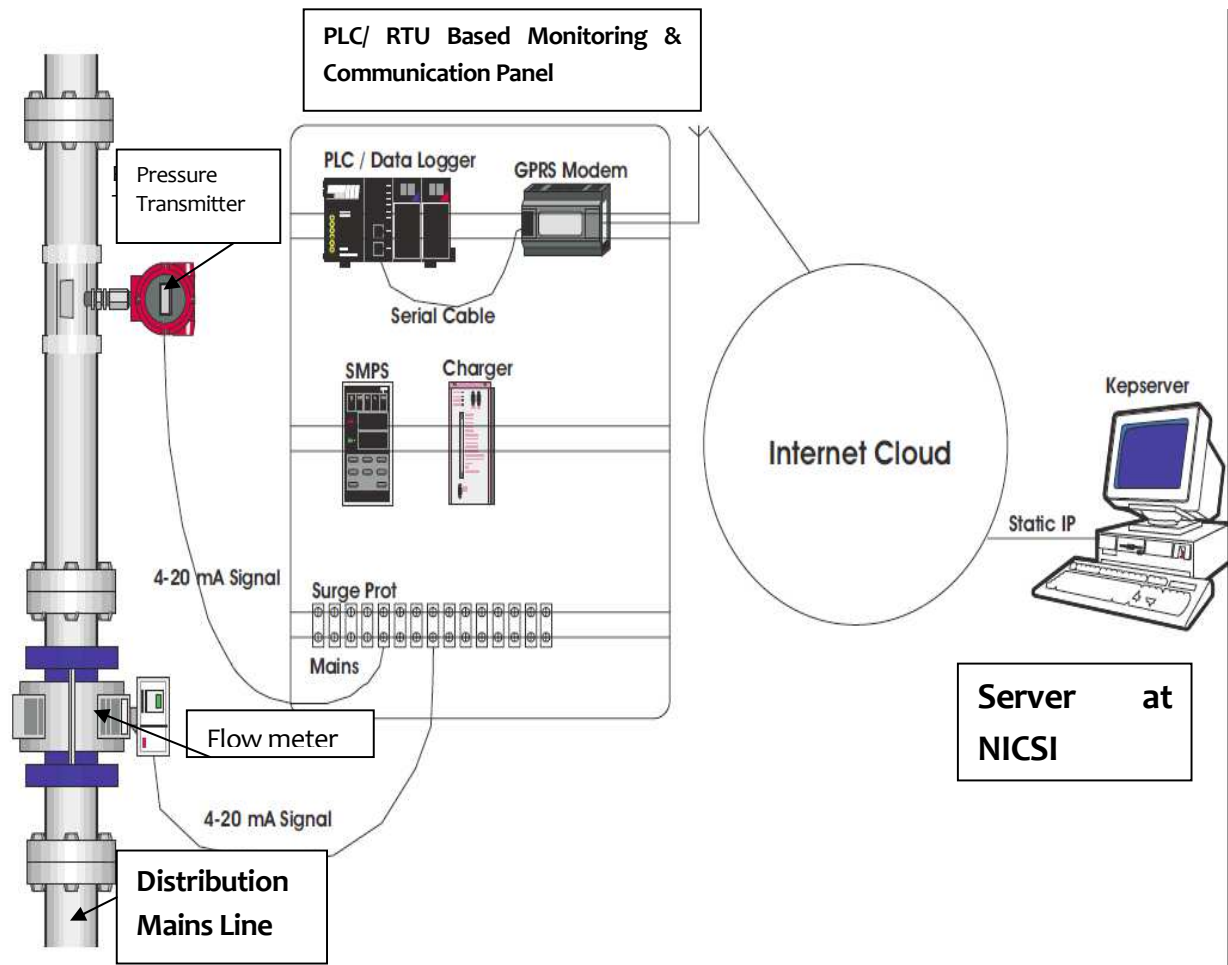 PLC/ RTU Based Monitoring &
Communication Panel
Pressure
Transmitter
PLC / Data Logger
GPRS Modem
Serial Cable
SMPS
Charger
Kepserver
Internet Cloud
Static IP
4-20 mA Signal
Surge Prot
Mains
Flow meter
Server at
NICSI
4-20 mA Signal
Distribution
Mains Line